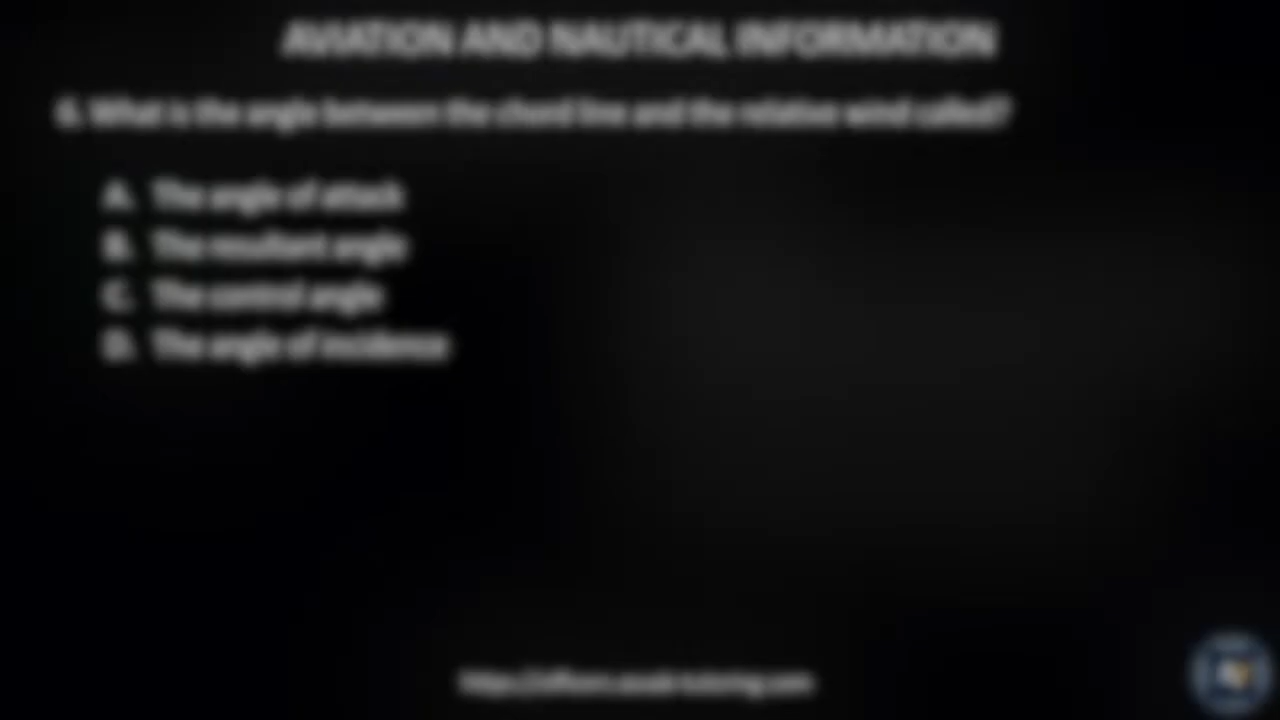 AVIATION AND NAUTICAL INFORMATION
6. What is the angle between the chord line and the relative wind called?
A. The angle of attack
B. The resultant angle
C. The control angle
D. The angle of incidence